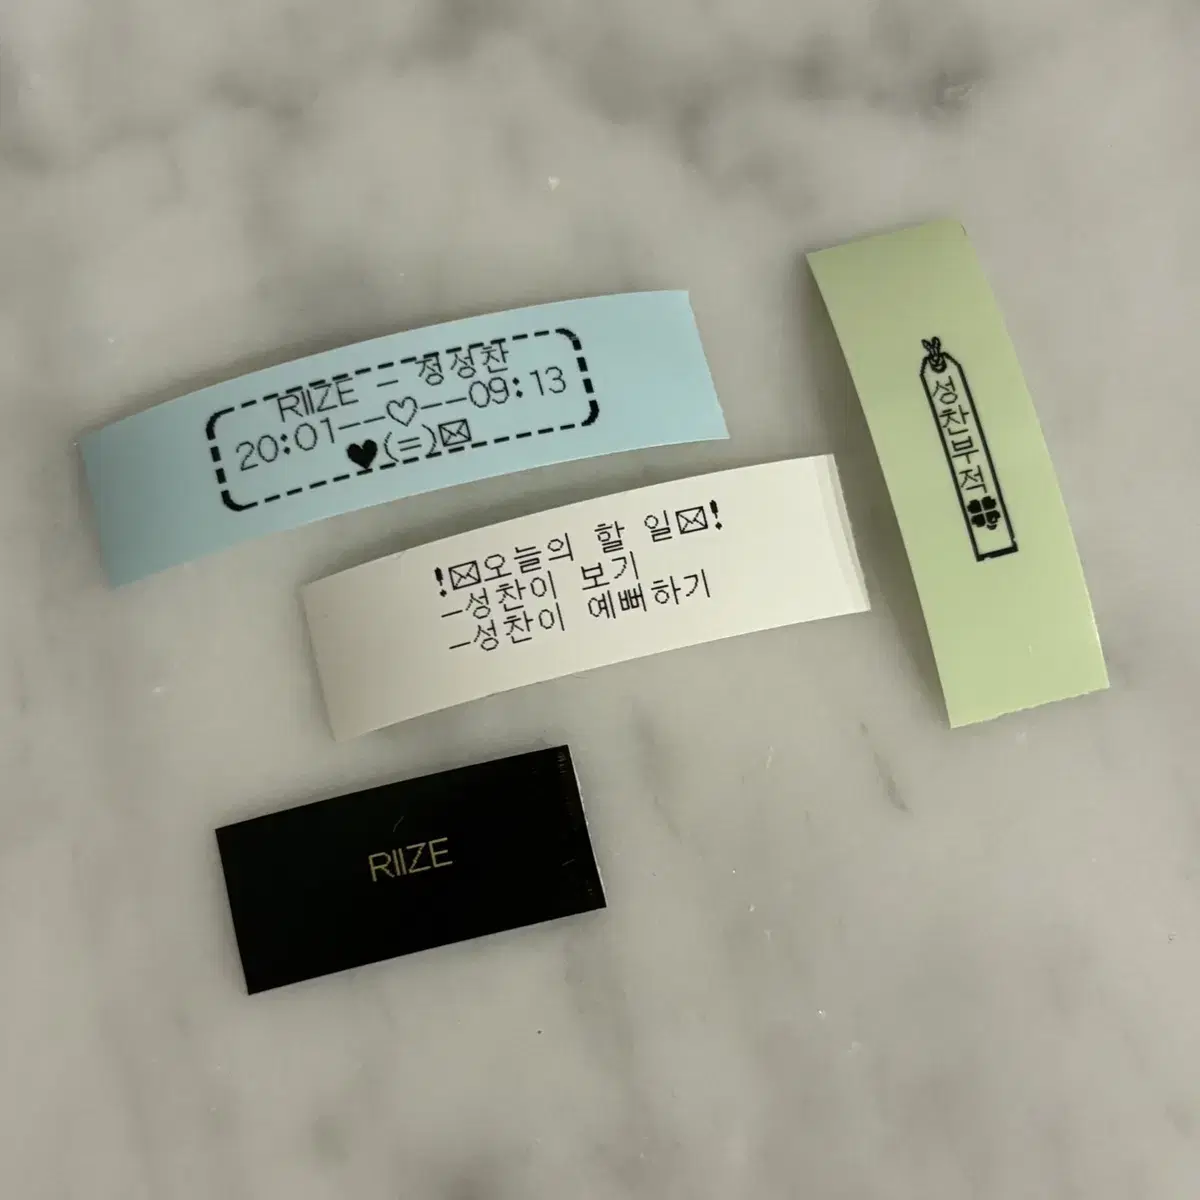 RIIZE - 정성찬
20:01--♡--09:13
♥(=)✉
!✉오늘의 할 일✉!
-성찬이 보기
-성찬이 예뻐하기
성찬부적
RIIZE